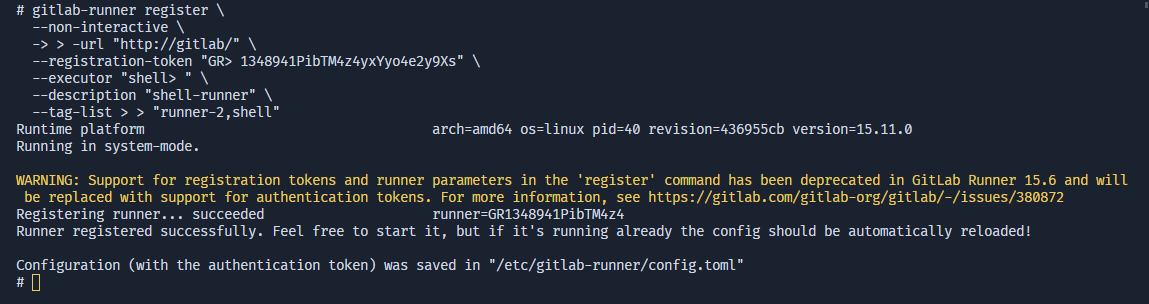 # gitlab-runner register \
--non-interactive \
-> > -url "http://gitlab/" \
--registration-token "GR> 1348941PibTM4z4yxYyo4e2y9Xs" \
--executor "shell> " \
--description "shell-runner" \
--tag-list > > "runner-2,shell"
Runtime platform arch=amd64 os=linux pid=40 revision=436955cb version=15.11.0
Running in system-mode.
WARNING: Support for registration tokens and runner parameters in the 'register' command has been deprecated in GitLab Runner 15.6 and will
be replaced with support for authentication tokens. For more information, see https://gitlab.com/gitlab-org/gitlab/-/issues/380872
Registering runner... succeeded runner=GR1348941PibTM4z4
Runner registered successfully. Feel free to start it, but if it's running already the config should be automatically reloaded!
Configuration (with the authentication token) was saved in "/etc/gitlab-runner/config.toml"
#